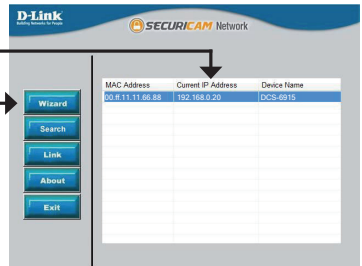 D-Link
Building Networks for People
SECURICAM Network
MAC Address Current IP Address Device Name
00:ff.11.11.66.88 192.168.0.20 DCS-6915
Wizard
Search
Link
About
Exit